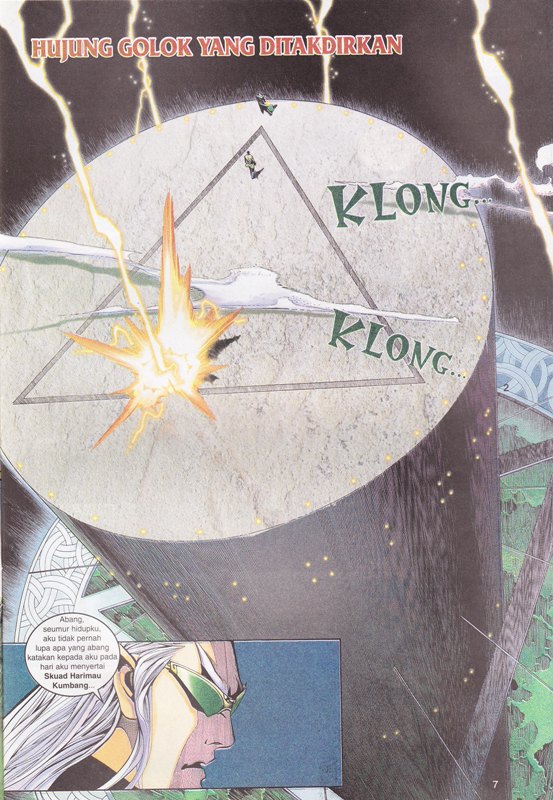 HUJUNG GOLOK YANG DITAKDIRKAN
KLONG...
KLONG...
2
Abang,
seumur hidupku,
aku tidak pernah
lupa apa yang abang
katakan kepada aku pada
hari aku menyertai
Skuad Harimau
Kumbang...
7